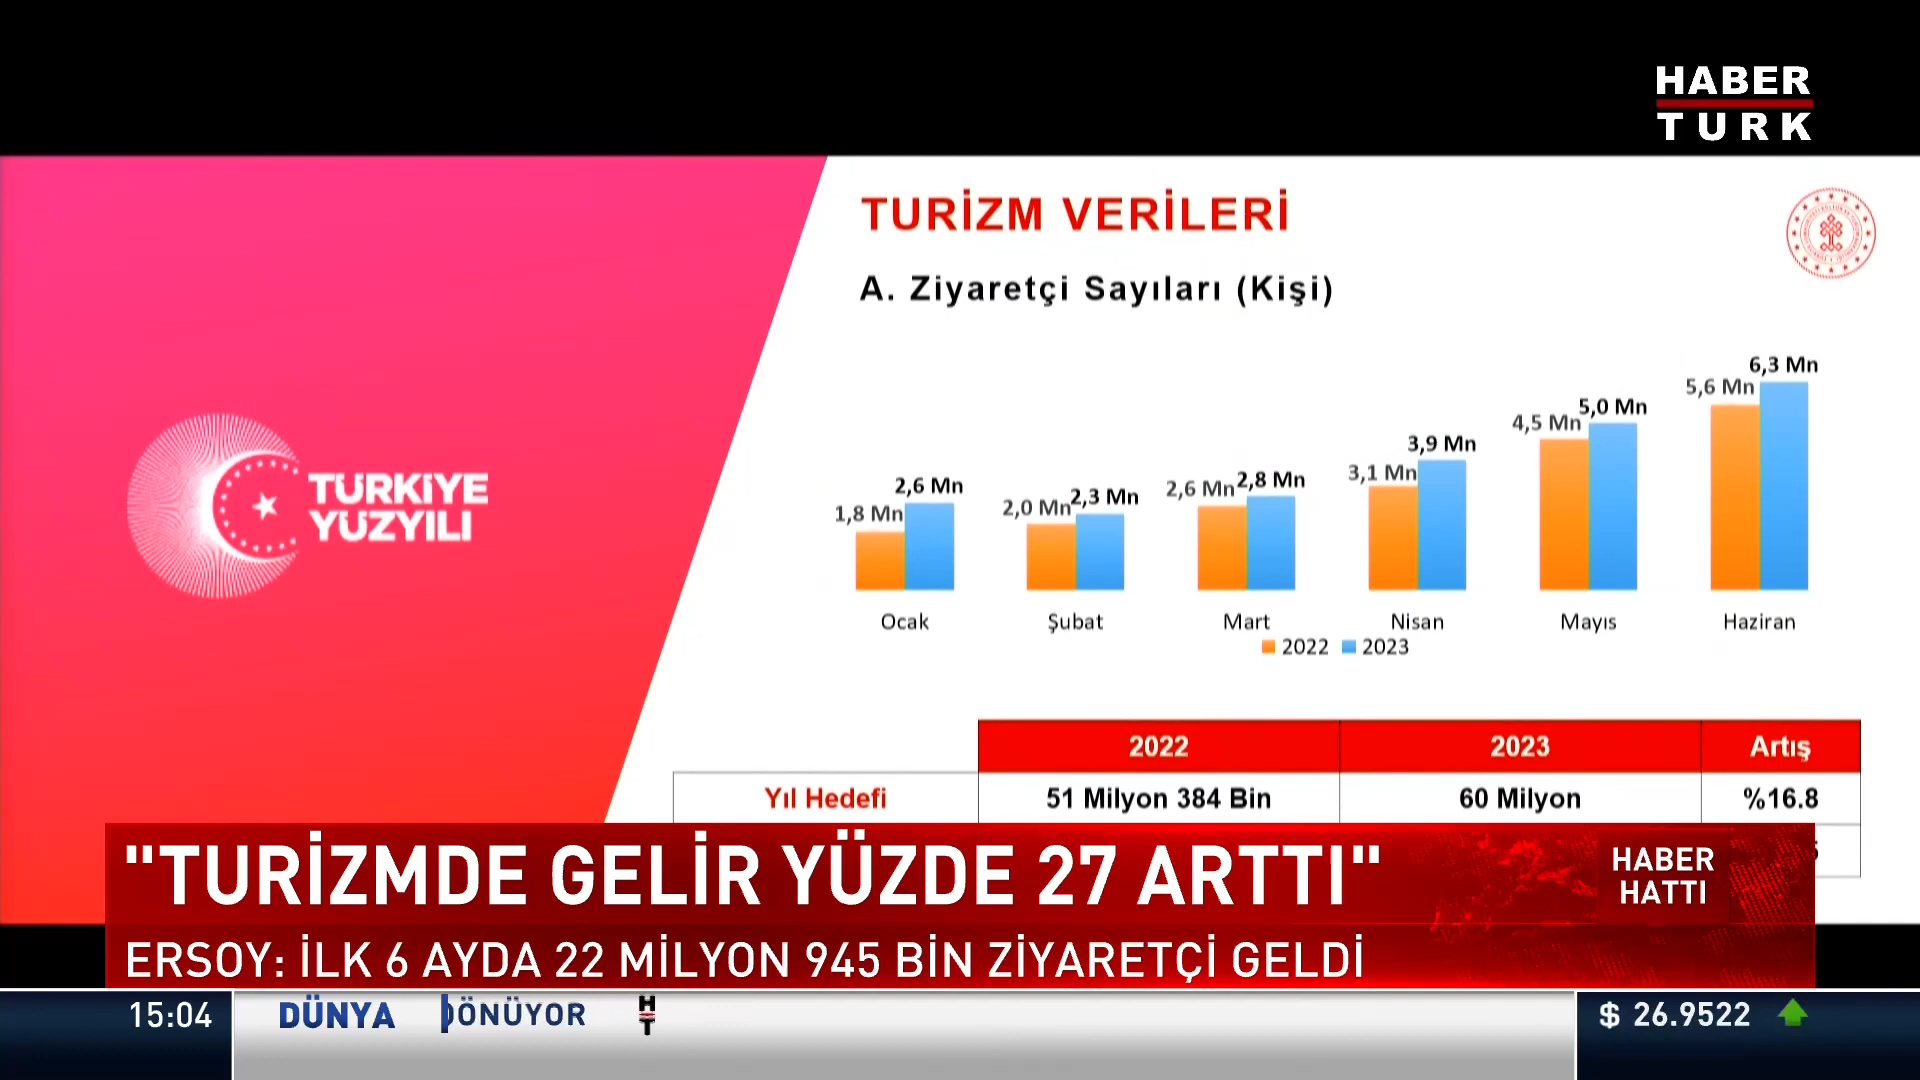 HABER
TURK
TURİZM VERİLERİ
A. Ziyaretçi Sayıları (Kişi)
TÜRKİYE
YÜZYILI
1,8 Mn 2,6 Mn 2,0 Mn 2,3 Mn 2,6 Mn 2,8 Mn 3,1 Mn 3,9 Mn 4,5 Mn 5,0 Mn 5,6 Mn 6,3 Mn
Ocak Şubat Mart Nisan Mayıs Haziran
2022 2023
2022 2023 Artış
Yıl Hedefi 51 Milyon 384 Bin 60 Milyon %16.8
"TURİZMDE GELİR YÜZDE 27 ARTTI"
HABER
HATTI
ERSOY: İLK 6 AYDA 22 MİLYON 945 BİN ZİYARETÇİ GELDİ
15:04 DÜNYA DÖNÜYOR HT $ 26.9522